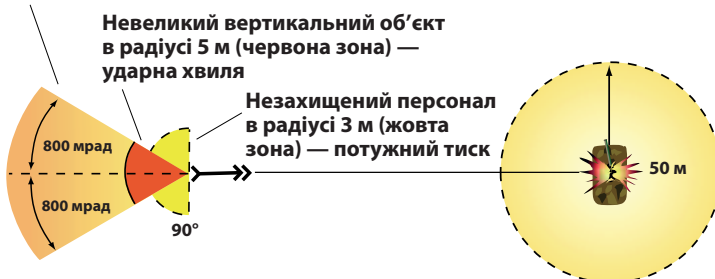 Невеликий вертикальний об’єкт
в радіусі 5 м (червона зона) —
ударна хвиля
Незахищений персонал
в радіусі 3 м (жовта
зона) — потужний тиск
800 мрад
800 мрад
90°
50 м